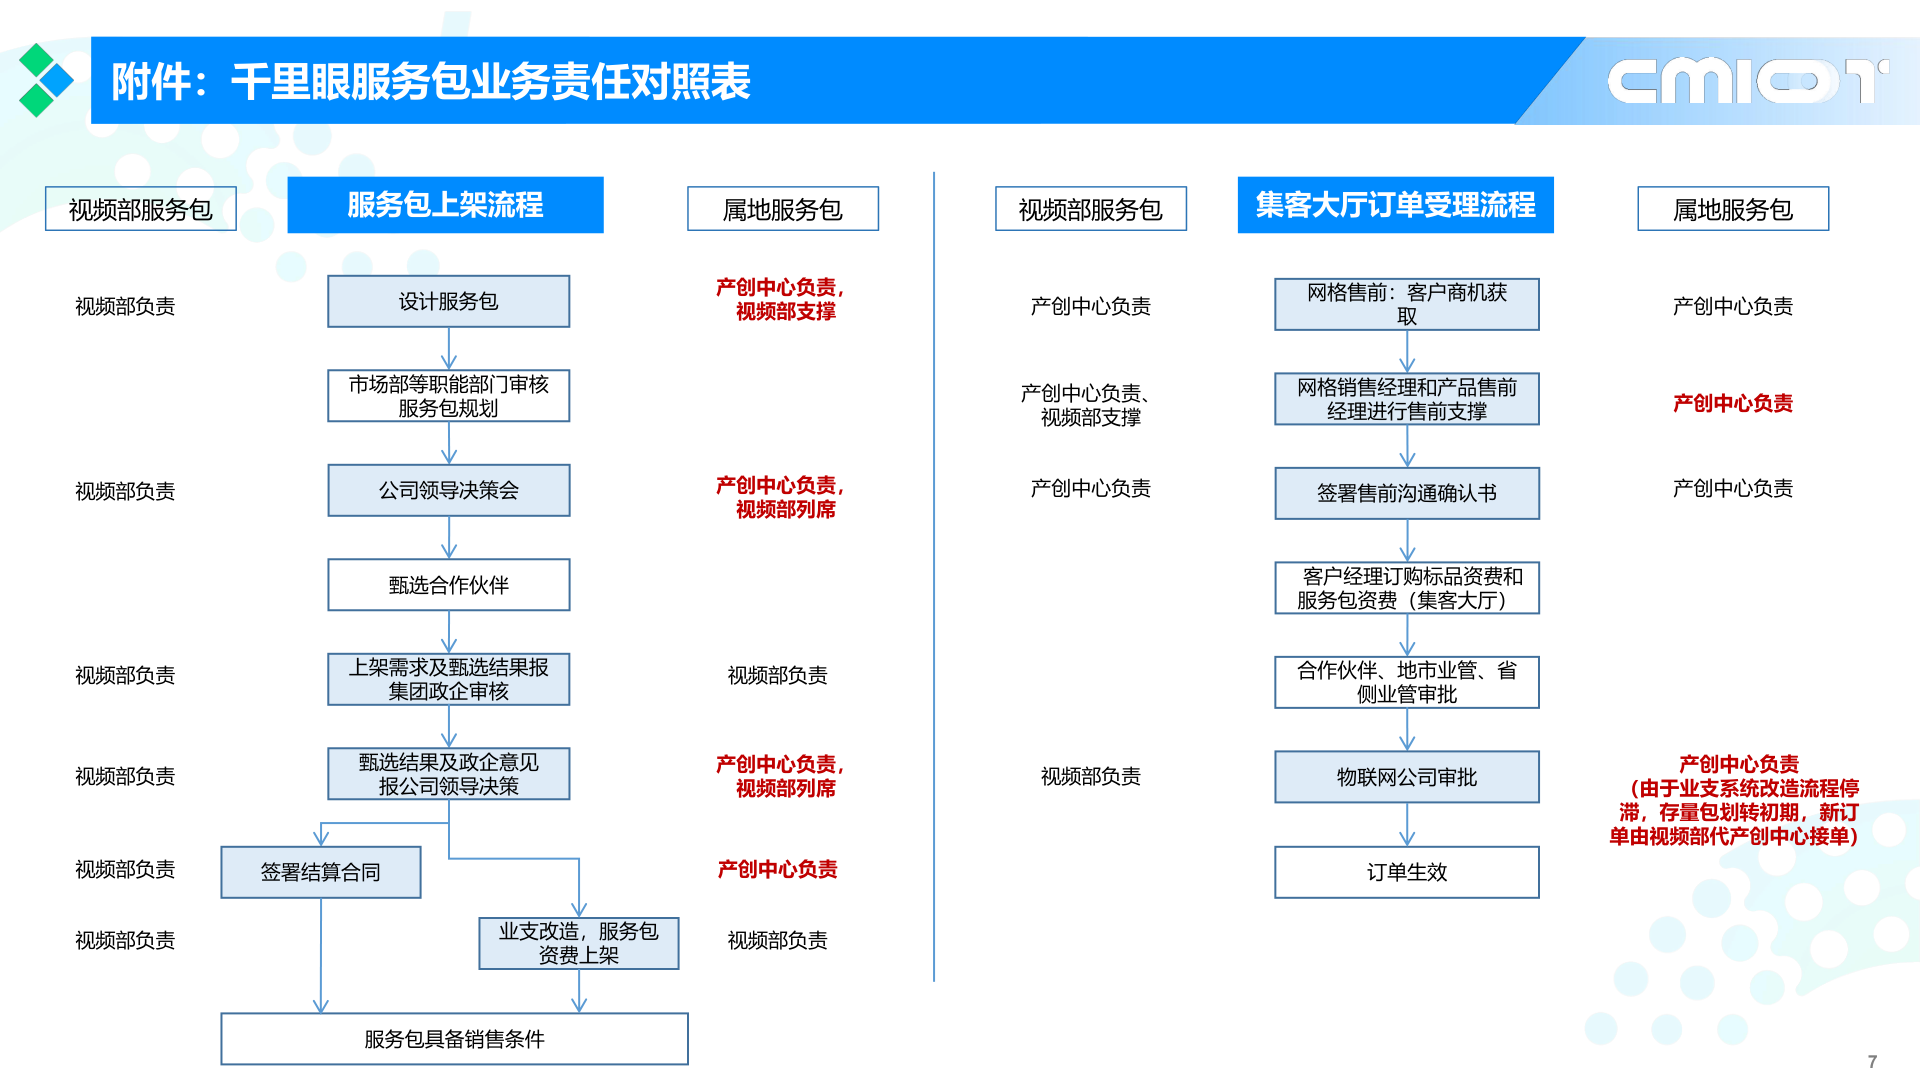 附件：千里眼服务包业务责任对照表
CMIOT
视频部服务包
服务包上架流程
属地服务包
视频部负责
设计服务包
产创中心负责，
视频部支撑
市场部等职能部门审核
服务包规划
视频部负责
公司领导决策会
产创中心负责，
视频部列席
甄选合作伙伴
视频部负责
上架需求及甄选结果报
集团政企审核
视频部负责
视频部负责
甄选结果及政企意见
报公司领导决策
产创中心负责，
视频部列席
视频部负责
签署结算合同
产创中心负责
视频部负责
业支改造，服务包
资费上架
视频部负责
服务包具备销售条件
视频部服务包
集客大厅订单受理流程
属地服务包
产创中心负责
网格售前：客户商机获
取
产创中心负责
产创中心负责、
视频部支撑
网格销售经理和产品售前
经理进行售前支撑
产创中心负责
产创中心负责
签署售前沟通确认书
产创中心负责
客户经理订购标品资费和
服务包资费（集客大厅）
合作伙伴、地市业管、省
侧业管审批
视频部负责
物联网公司审批
产创中心负责
（由于业支系统改造流程停
滞，存量包划转初期，新订
单由视频部代产创中心接单）
订单生效
7